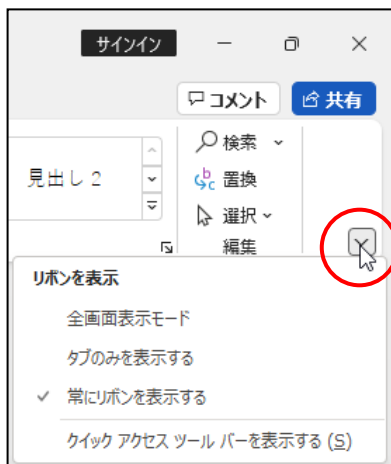 サインイン
コメント
共有
検索
見出し 2
置換
選択
編集
リボンを表示
全画面表示モード
タブのみを表示する
常にリボンを表示する
クイック アクセス ツール バーを表示する (S)